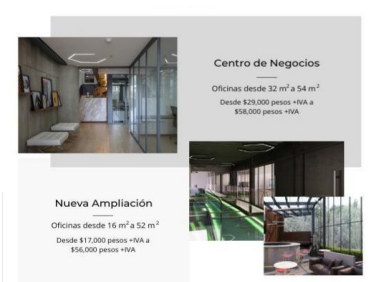 Centro de Negocios
Oficinas desde 32 m² a 54 m²
Desde $29,000 pesos +IVA a
$58,000 pesos +IVA
Nueva Ampliación
Oficinas desde 16 m² a 52 m²
Desde $17,000 pesos +IVA a
$56,000 pesos +IVA